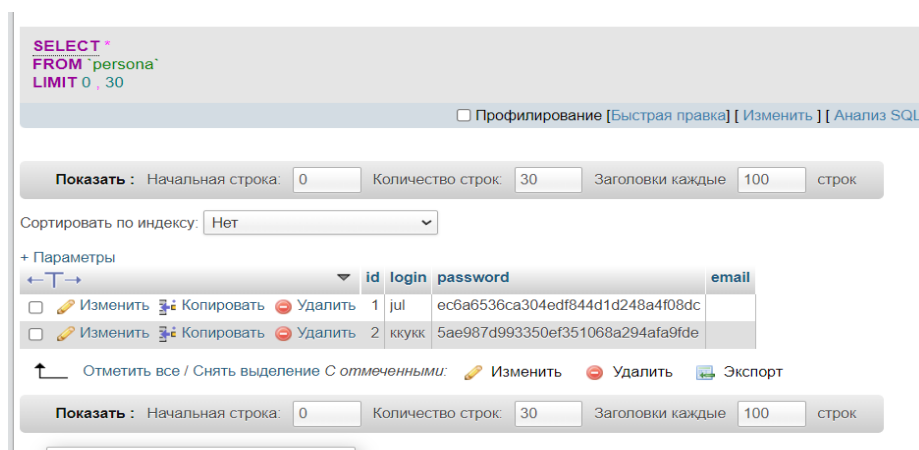 SELECT *
FROM `persona`
LIMIT 0 , 30
Профилирование [Быстрая правка] [ Изменить ] [ Анализ SQL
Показать : Начальная строка: 0 Количество строк: 30 Заголовки каждые 100 строк
Сортировать по индексу: Нет
+ Параметры
←T→ id login password email
Изменить Копировать Удалить 1 jul ec6a6536ca304edf844d1d248a4f08dc
Изменить Копировать Удалить 2 ккукк 5ae987d993350ef351068a294afa9fde
Отметить все / Снять выделение С отмеченными: Изменить Удалить Экспорт
Показать : Начальная строка: 0 Количество строк: 30 Заголовки каждые 100 строк